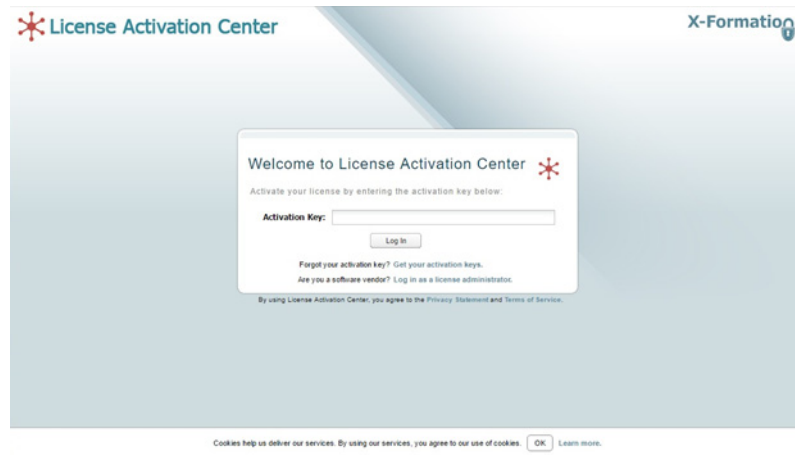 License Activation Center
X-Formation
Welcome to License Activation Center
Activate your license by entering the activation key below:
Activation Key:
Log In
Forgot your activation key? Get your activation keys.
Are you a software vendor? Log in as a license administrator.
By using License Activation Center, you agree to the Privacy Statement and Terms of Service.
Cookies help us deliver our services. By using our services, you agree to our use of cookies. OK Learn more.